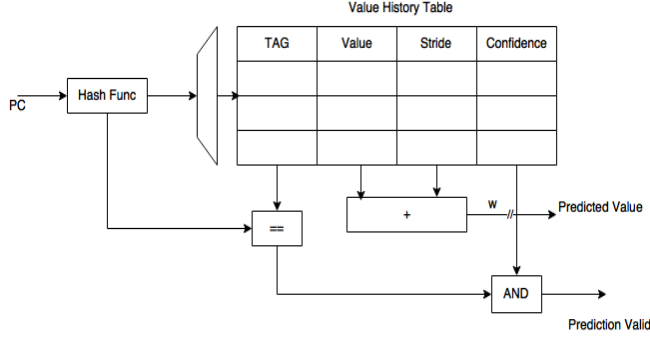 Value History Table
TAG Value Stride Confidence
PC
Hash Func
==
+
w
//
Predicted Value
AND
Prediction Valid